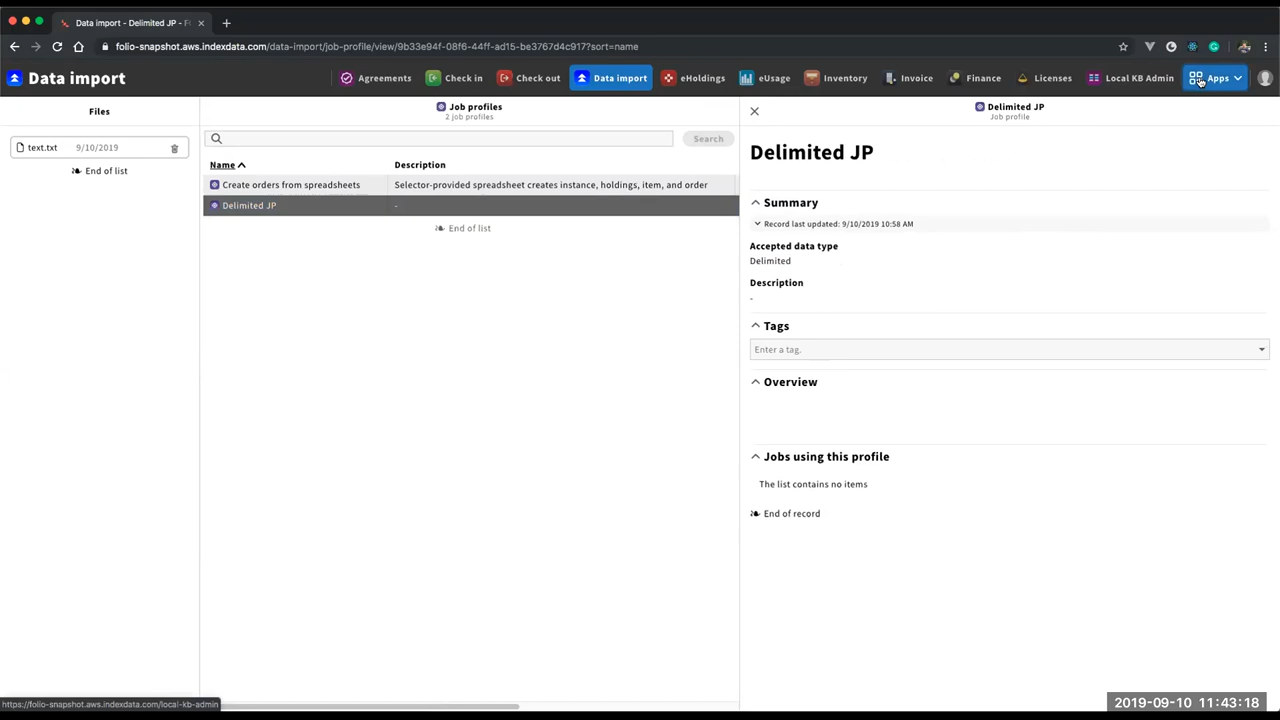 Data import - Delimited JP - F
folio-snapshot.aws.indexdata.com/data-import/job-profile/view/9b33e94f-08f6-44ff-ad15-be3767d4c917?sort=name
Data import
Agreements
Check in
Check out
Data import
eHoldings
eUsage
Inventory
Invoice
Finance
Licenses
Local KB Admin
Apps
Files
text.txt 9/10/2019
End of list
Job profiles
2 job profiles
Search
Name Description
Create orders from spreadsheets Selector-provided spreadsheet creates instance, holdings, item, and order
Delimited JP -
End of list
Delimited JP
Job profile
Delimited JP
Summary
Record last updated: 9/10/2019 10:58 AM
Accepted data type
Delimited
Description
-
Tags
Enter a tag.
Overview
Jobs using this profile
The list contains no items
End of record
https://folio-snapshot.aws.indexdata.com/local-kb-admin
2019-09-10 11:43:18